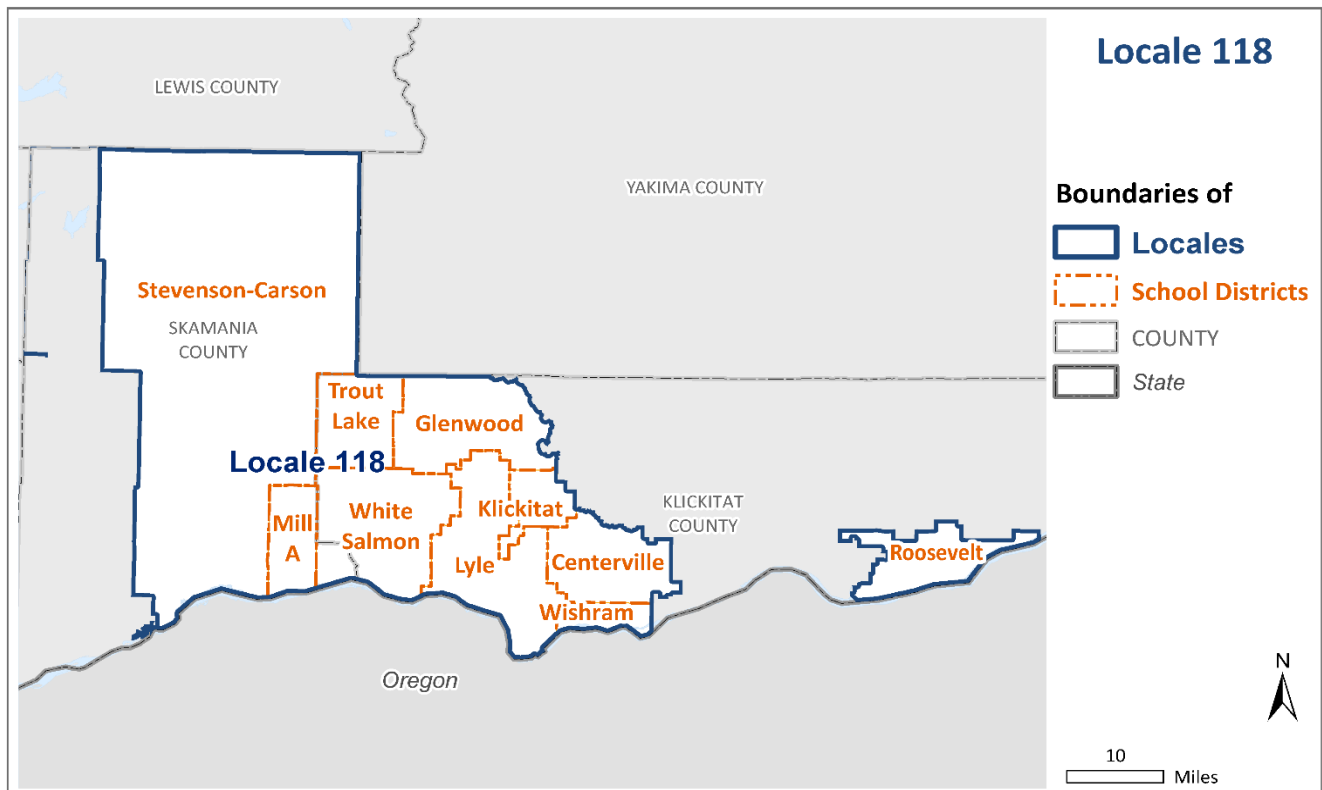 Locale 118
LEWIS COUNTY
YAKIMA COUNTY
Boundaries of
Locales
School Districts
COUNTY
State
Stevenson-Carson
SKAMANIA
COUNTY
Trout
Lake
Glenwood
Locale 118
White
Salmon
Mill
A
Klickitat
KLICKITAT
COUNTY
Lyle
Centerville
Roosevelt
Wishram
Oregon
N
10
Miles